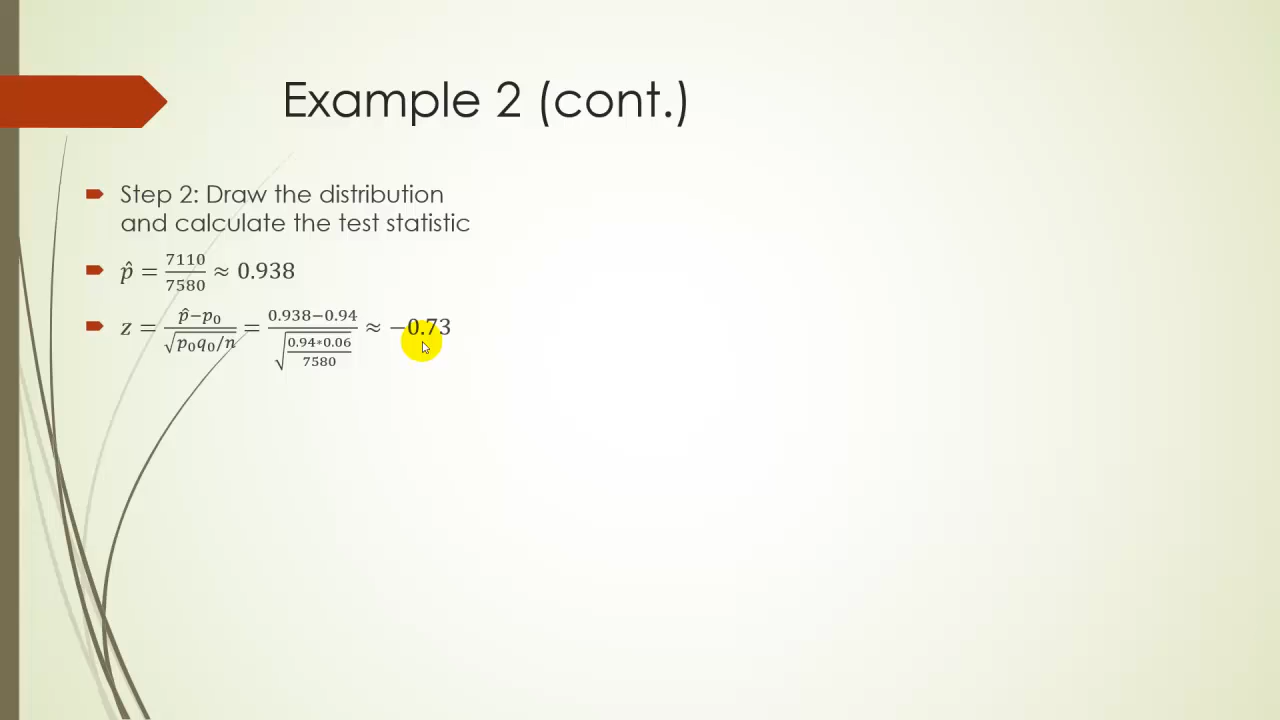 Example 2 (cont.)
Step 2: Draw the distribution
and calculate the test statistic
p̂ = 7110/7580 ≈ 0.938
z = (p̂−p₀)/√(p₀q₀/n) = (0.938−0.94)/√((0.94*0.06)/7580) ≈ −0.73